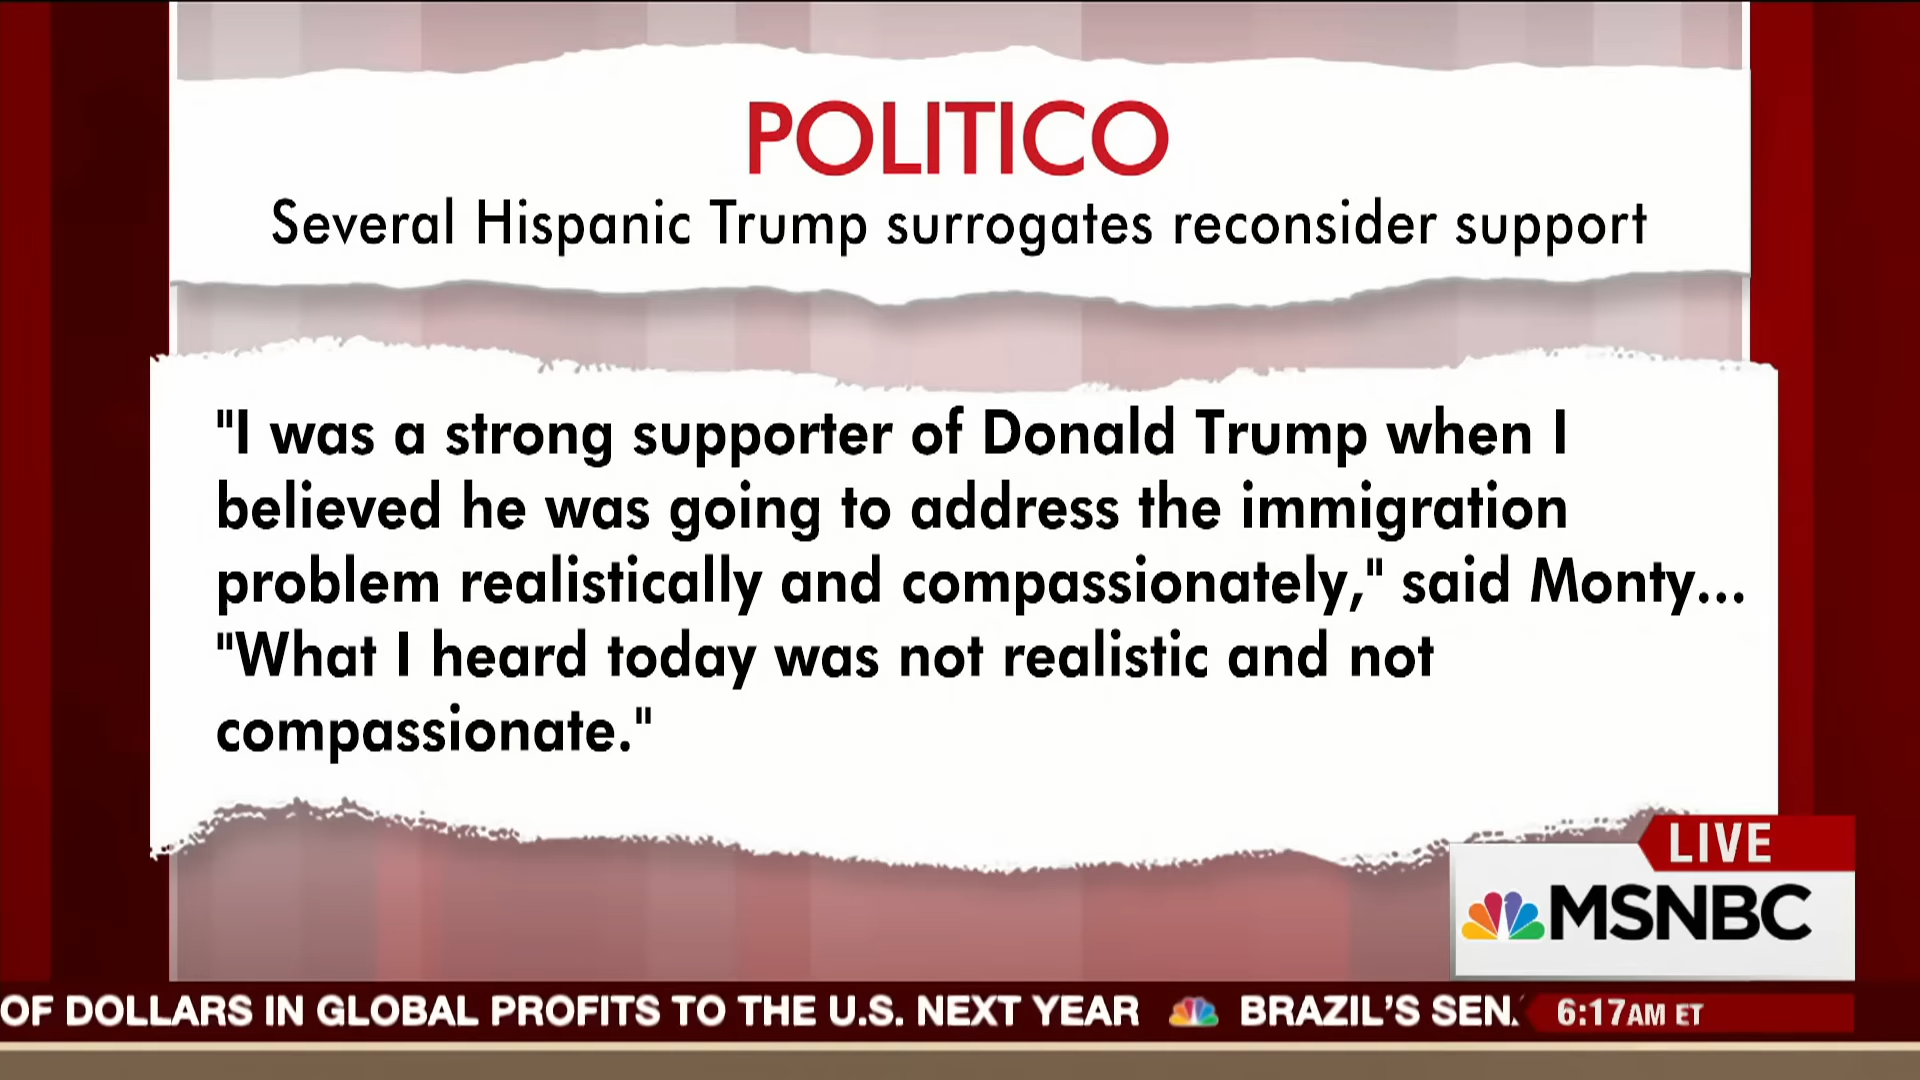 POLITICO
Several Hispanic Trump surrogates reconsider support
"I was a strong supporter of Donald Trump when I
believed he was going to address the immigration
problem realistically and compassionately," said Monty...
"What I heard today was not realistic and not
compassionate."
LIVE
MSNBC
OF DOLLARS IN GLOBAL PROFITS TO THE U.S. NEXT YEAR BRAZIL'S SEN. 6:17AM ET